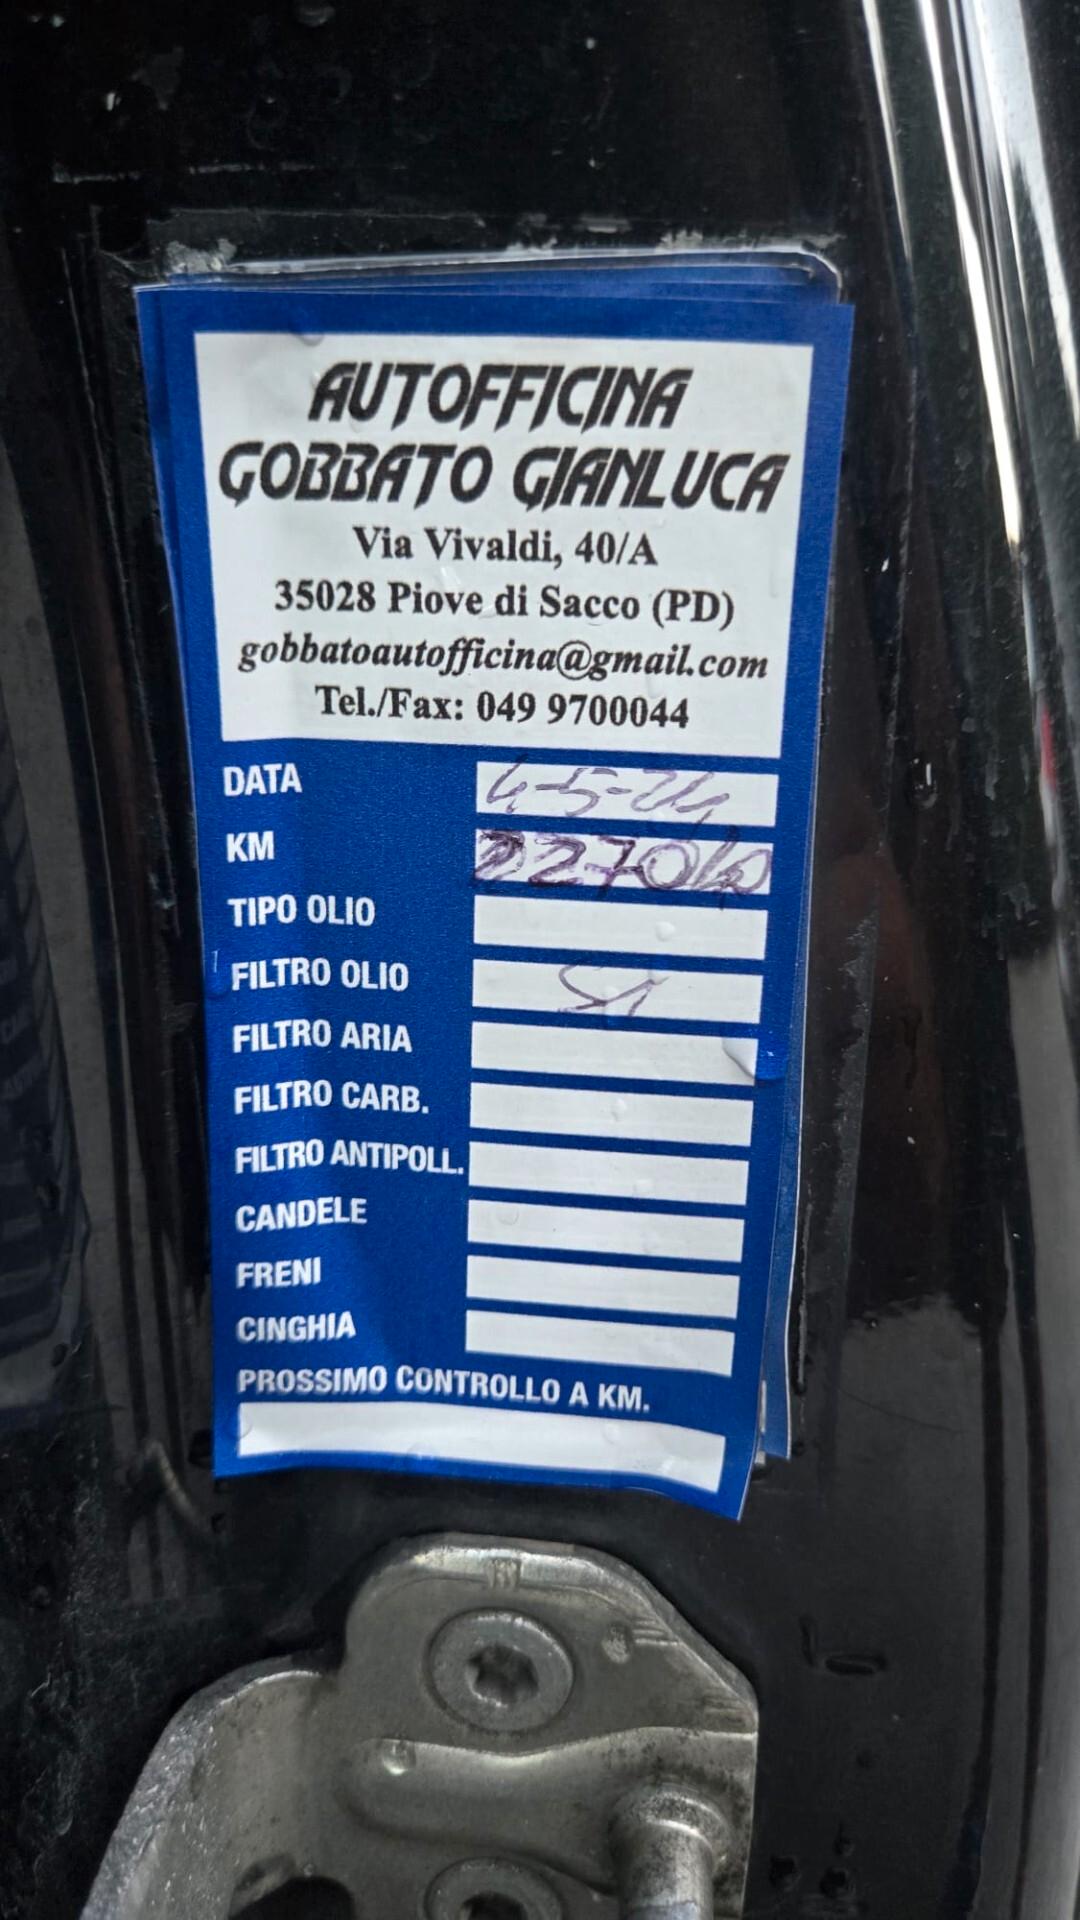 AUTOFFICINA
GOBBATO GIANLUCA
Via Vivaldi, 40/A
35028 Piove di Sacco (PD)
gobbatoautofficina@gmail.com
Tel./Fax: 049 9700044
DATA 4-5-24
KM
TIPO OLIO
FILTRO OLIO SI
FILTRO ARIA
FILTRO CARB.
FILTRO ANTIPOLL.
CANDELE
FRENI
CINGHIA
PROSSIMO CONTROLLO A KM.